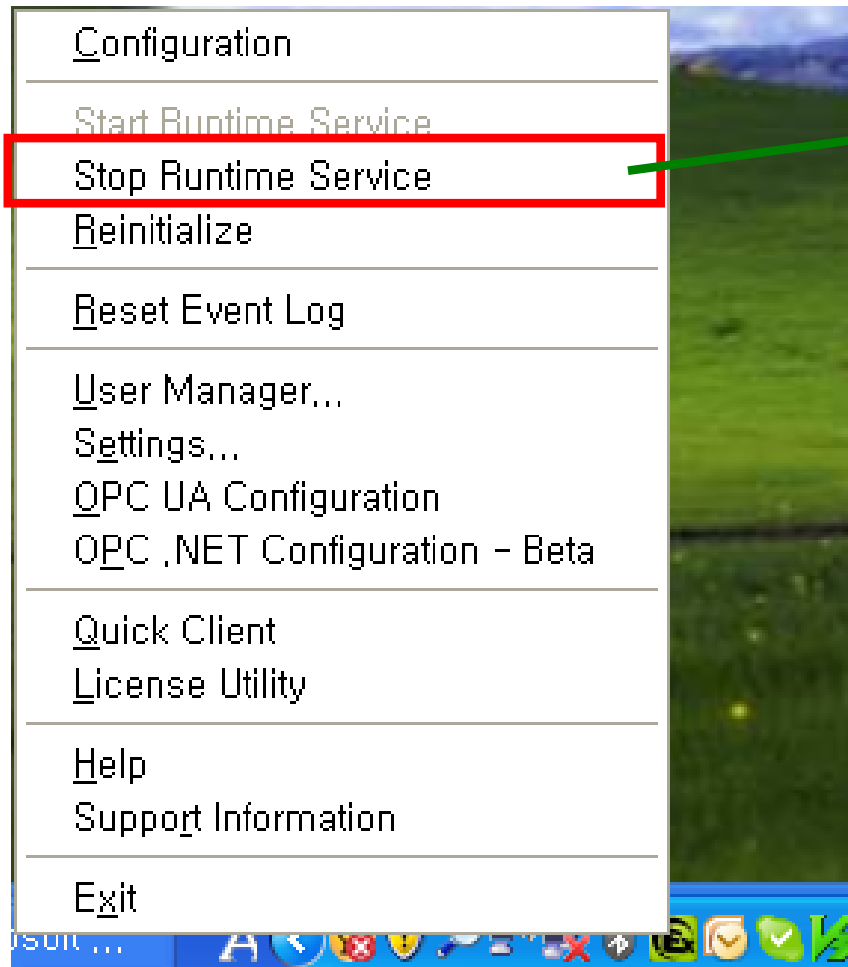 Configuration
Start Runtime Service
Stop Runtime Service
Reinitialize
Reset Event Log
User Manager...
Settings...
OPC UA Configuration
OPC .NET Configuration - Beta
Quick Client
License Utility
Help
Support Information
Exit
A